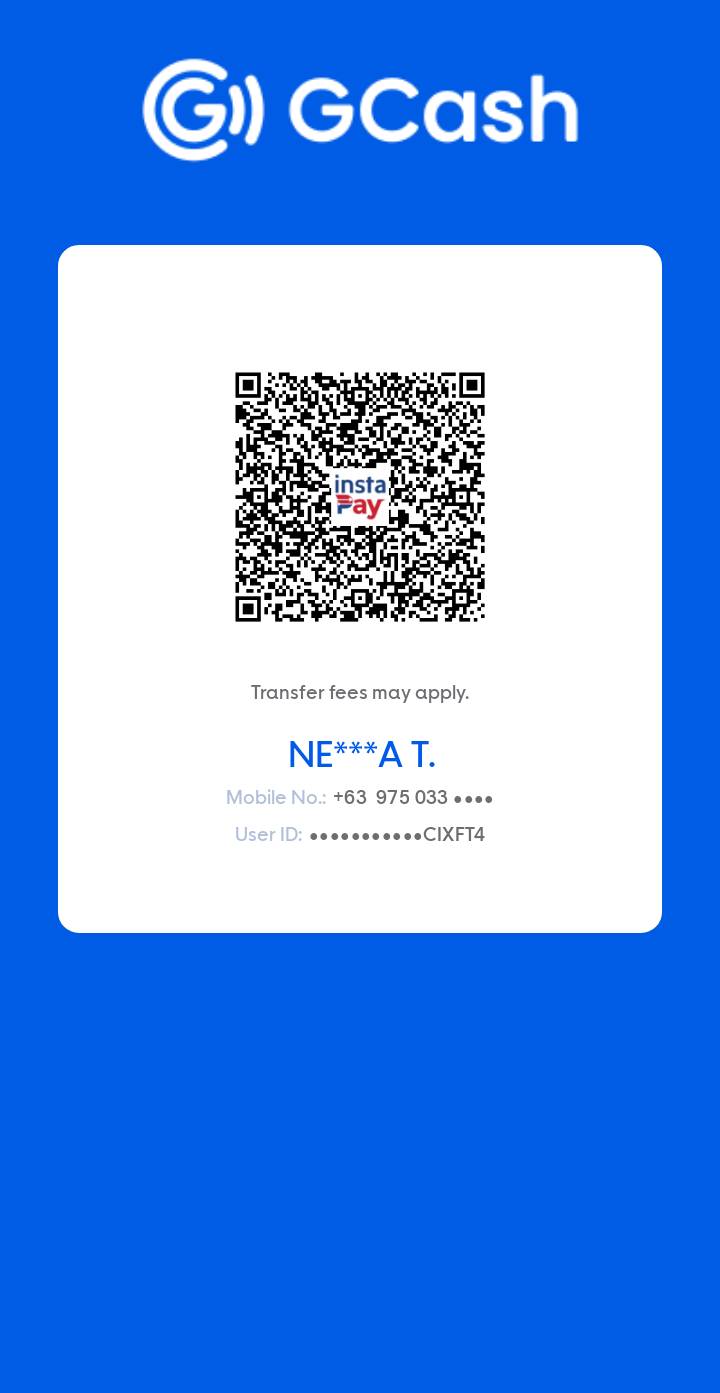 GCash
insta
Pay
Transfer fees may apply.
NE***A T.
Mobile No.: +63 975 033 ••••
User ID: •••••••••••CIXFT4